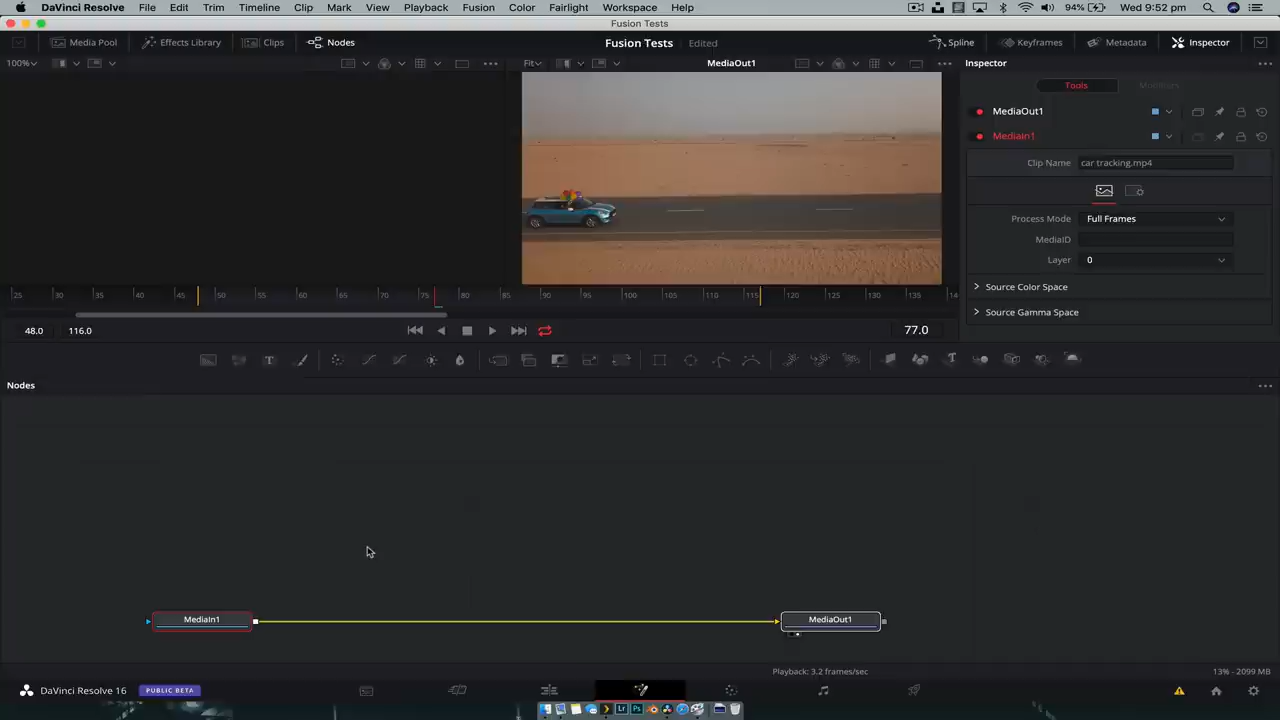 DaVinci Resolve File Edit Trim Timeline Clip Mark View Playback Fusion Color Fairlight Workspace Help 94% Wed 9:52 pm
Fusion Tests
Media Pool Effects Library Clips Nodes Fusion Tests Edited Spline Keyframes Metadata Inspector
100% Fit MediaOut1 Inspector
Tools Modifiers
MediaOut1
MediaIn1
Clip Name car tracking.mp4
Process Mode Full Frames
MediaID
Layer 0
Source Color Space
25 30 35 40 45 50 55 60 65 70 75 80 85 90 95 100 105 110 115 120 125 130 135 14
Source Gamma Space
48.0 116.0 77.0
Nodes
MediaIn1 MediaOut1
Playback: 3.2 frames/sec 13% - 2099 MB
DaVinci Resolve 16 PUBLIC BETA
Lr Ps